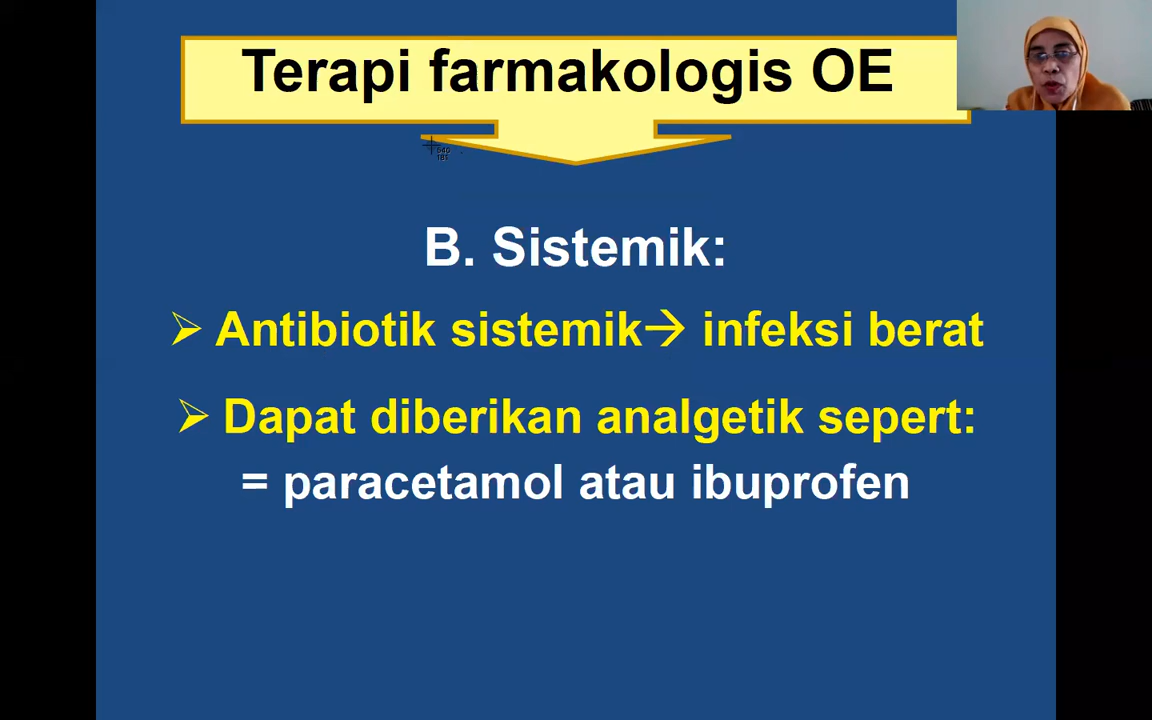 Terapi farmakologis OE
B. Sistemik:
➢ Antibiotik sistemik→ infeksi berat
➢ Dapat diberikan analgetik sepert:
= paracetamol atau ibuprofen